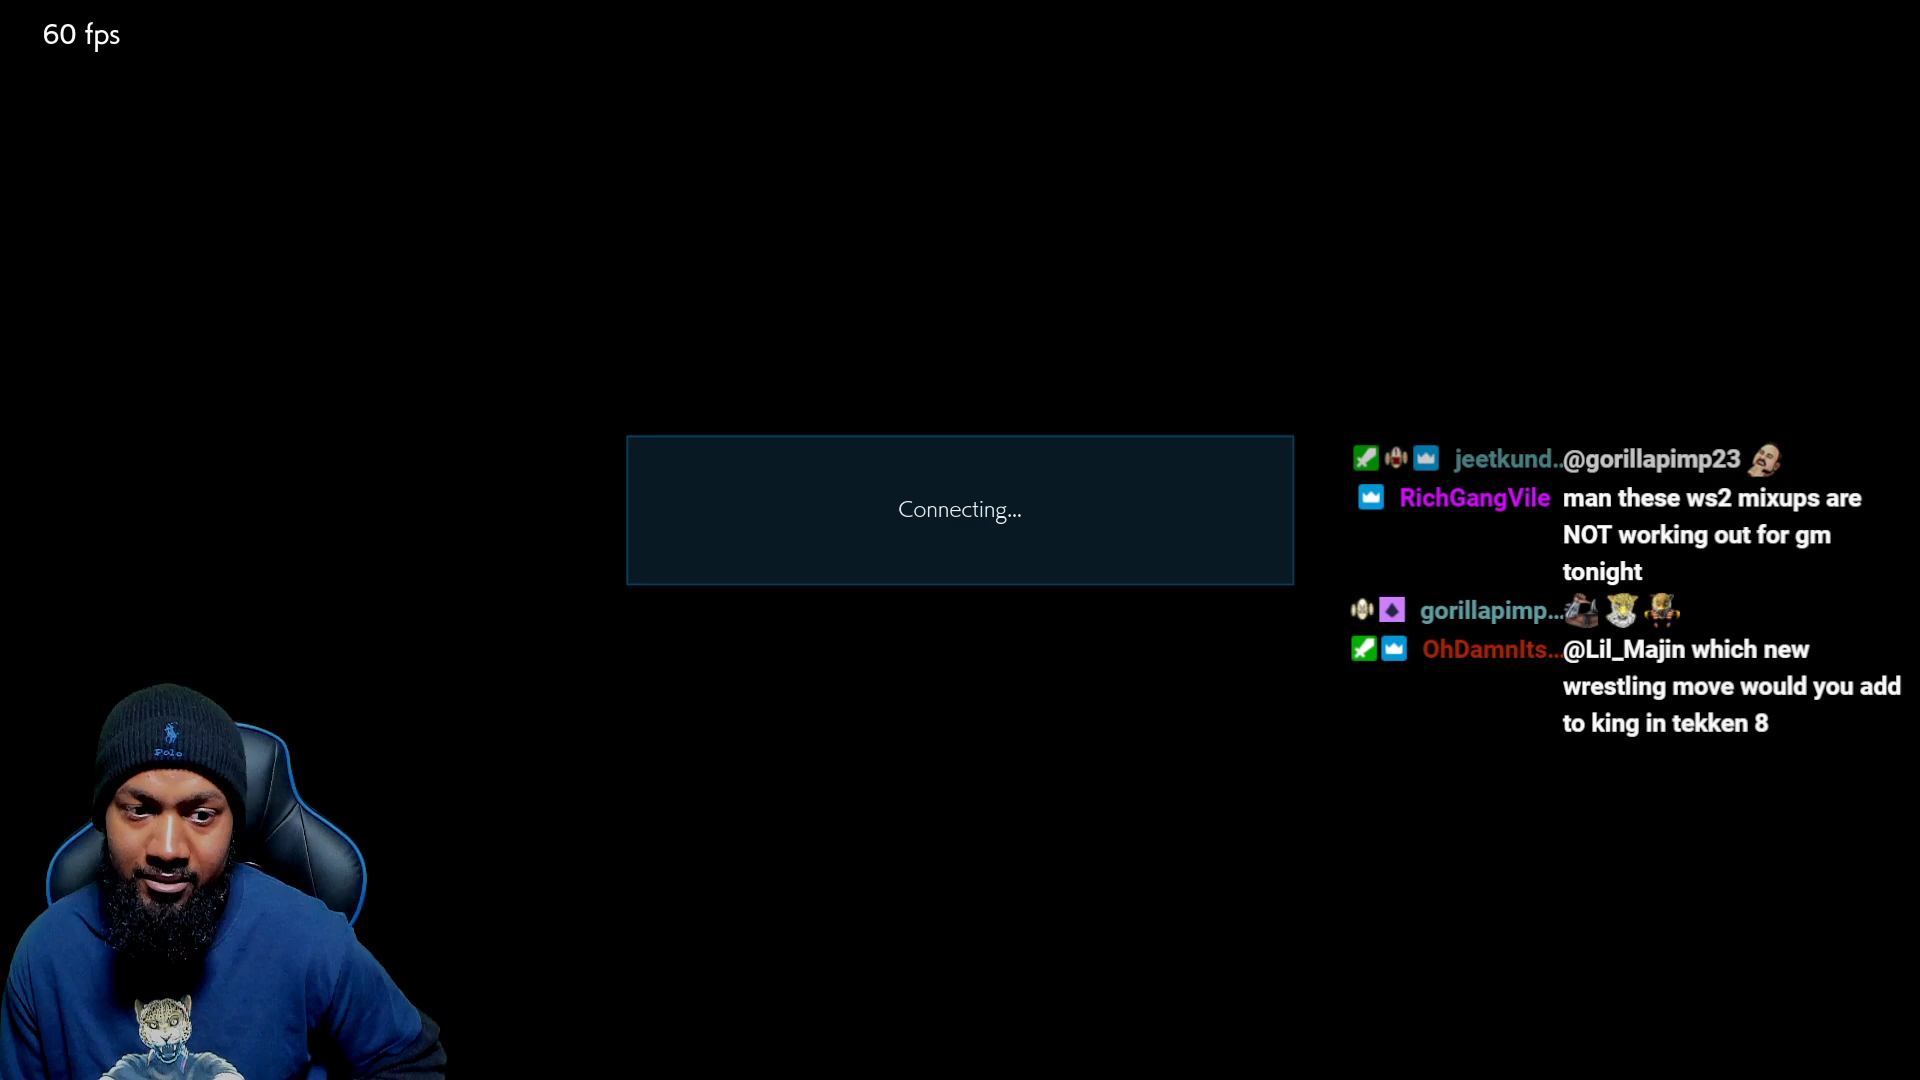 60 fps
Connecting...
jeetkund.. @gorillapimp23
RichGangVile man these ws2 mixups are
NOT working out for gm
tonight
gorillapimp...
OhDamnIts... @Lil_Majin which new
wrestling move would you add
to king in tekken 8
Polo